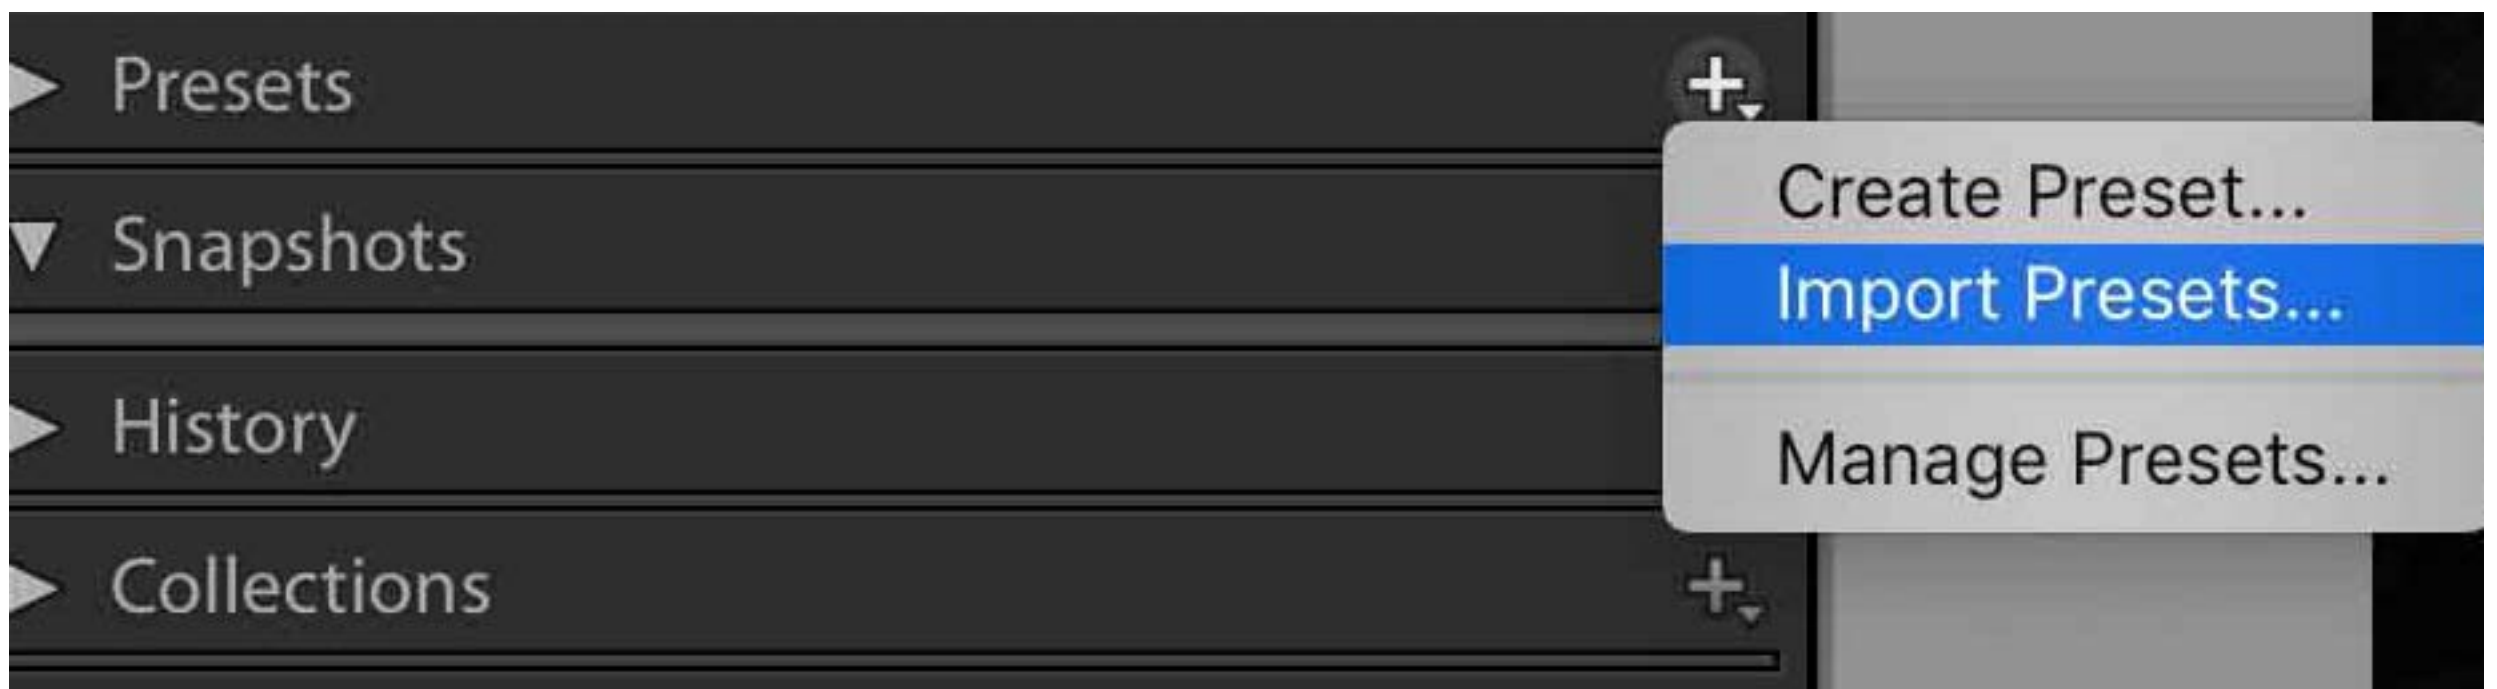 Presets
Create Preset...
Snapshots
Import Presets...
History
Manage Presets...
Collections